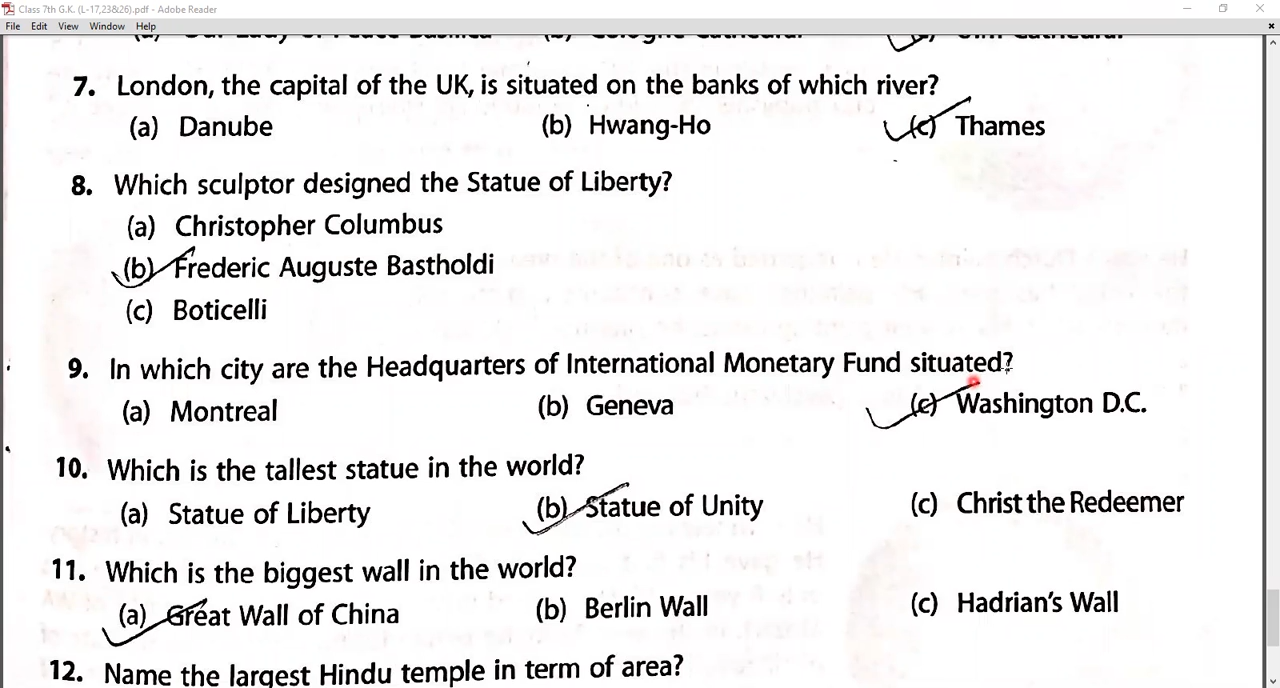 Class 7th G.K. (L-17,23&26).pdf - Adobe Reader
File Edit View Window Help
7. London, the capital of the UK, is situated on the banks of which river?
(a) Danube (b) Hwang-Ho (c) Thames
8. Which sculptor designed the Statue of Liberty?
(a) Christopher Columbus
(b) Frederic Auguste Bastholdi
(c) Boticelli
9. In which city are the Headquarters of International Monetary Fund situated?
(a) Montreal (b) Geneva (c) Washington D.C.
10. Which is the tallest statue in the world?
(a) Statue of Liberty (b) Statue of Unity (c) Christ the Redeemer
11. Which is the biggest wall in the world?
(a) Great Wall of China (b) Berlin Wall (c) Hadrian's Wall
12. Name the largest Hindu temple in term of area?